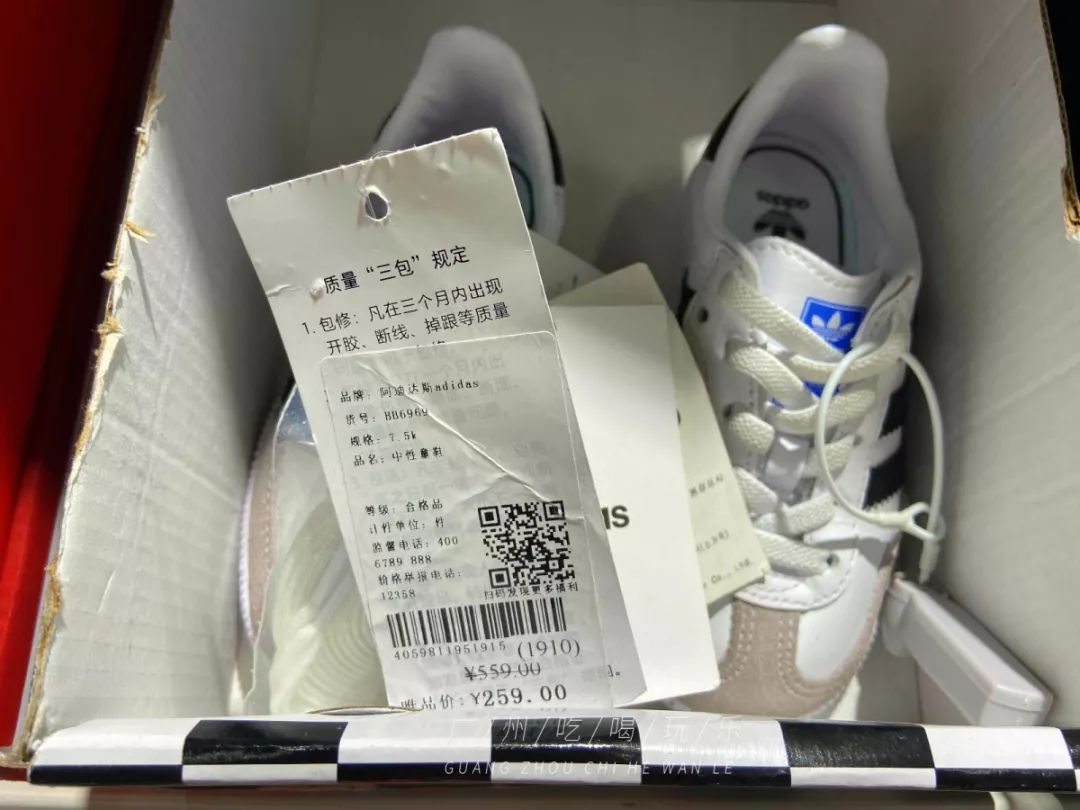 质量“三包”规定
1. 包修：凡在三个月内出现
开胶、断线、掉跟等质量
品牌：阿迪达斯adidas
货号：BB6969
规格：7.5k
品名：中性童鞋
等级：合格品
计件单位：件
监督电话：400
6789 888
价格举报电话：
12358
扫码发现更多福利
4059811951915 (1910)
¥559.00
唯品价：¥259.00
adidas
Co., Ltd.
广/州/吃/喝/玩/乐
GUANG ZHOU CHI HE WAN LE